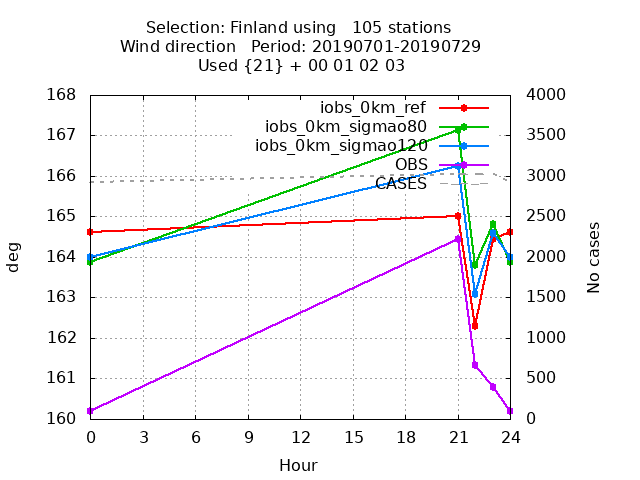 Selection: Finland using   105 stations
Wind direction   Period: 20190701-20190729
Used {21} + 00 01 02 03
iobs_0km_ref
iobs_0km_sigmao80
iobs_0km_sigmao120
OBS
CASES
168
167
166
165
164
163
162
161
160
deg
4000
3500
3000
2500
2000
1500
1000
500
0
No cases
0 3 6 9 12 15 18 21 24
Hour